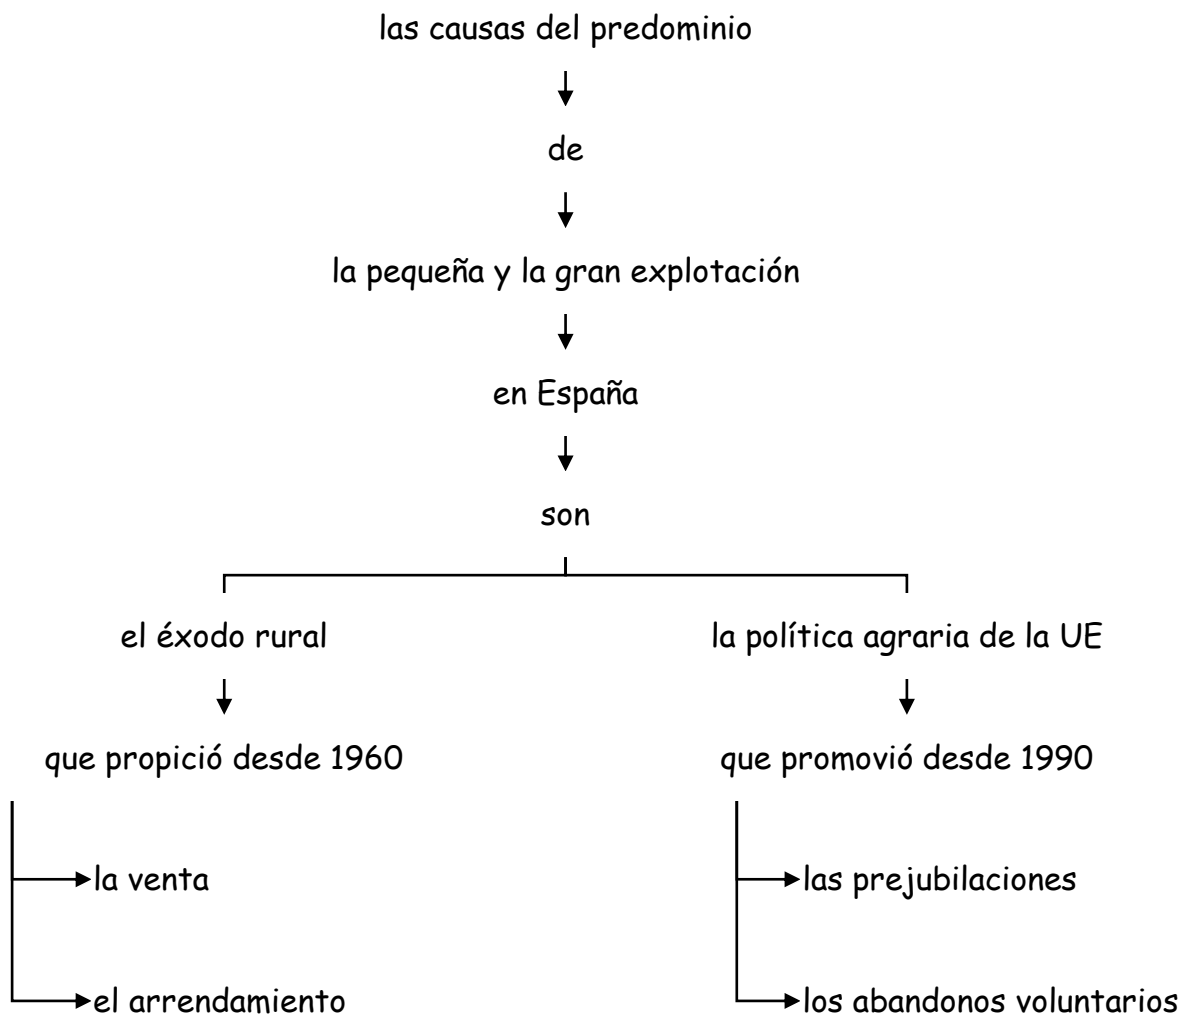 las causas del predominio
de
la pequeña y la gran explotación
en España
son
el éxodo rural
que propició desde 1960
la venta
el arrendamiento
la política agraria de la UE
que promovió desde 1990
las prejubilaciones
los abandonos voluntarios